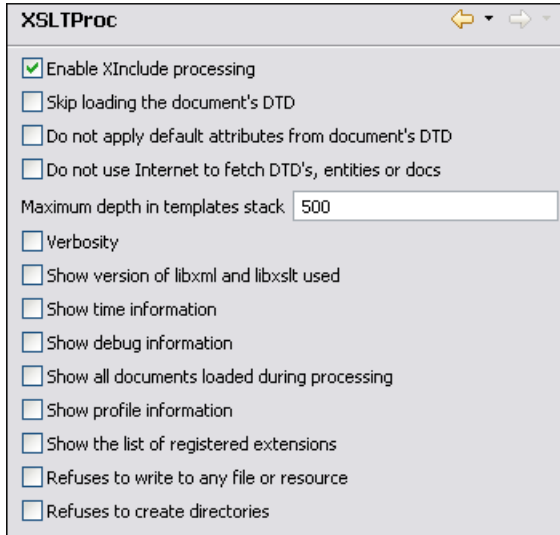 XSLTProc
Enable XInclude processing
Skip loading the document's DTD
Do not apply default attributes from document's DTD
Do not use Internet to fetch DTD's, entities or docs
Maximum depth in templates stack 500
Verbosity
Show version of libxml and libxslt used
Show time information
Show debug information
Show all documents loaded during processing
Show profile information
Show the list of registered extensions
Refuses to write to any file or resource
Refuses to create directories